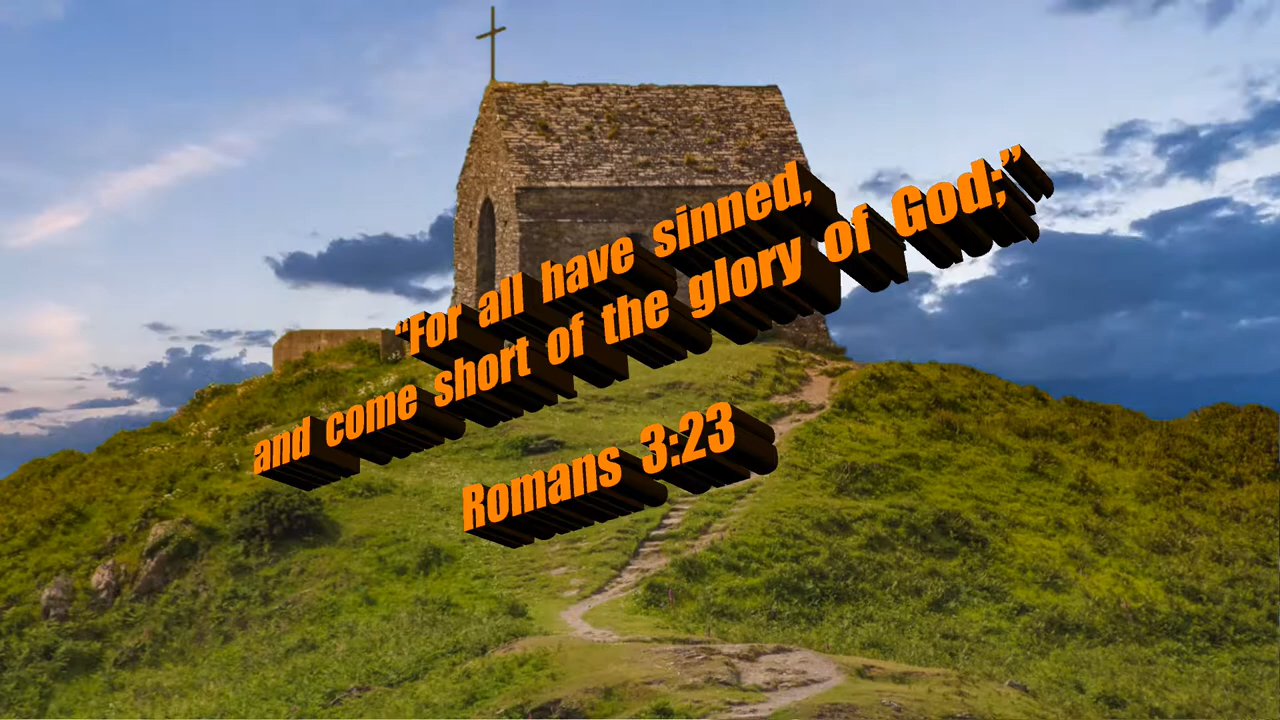 “For all have sinned,
and come short of the glory of God;”
Romans 3:23